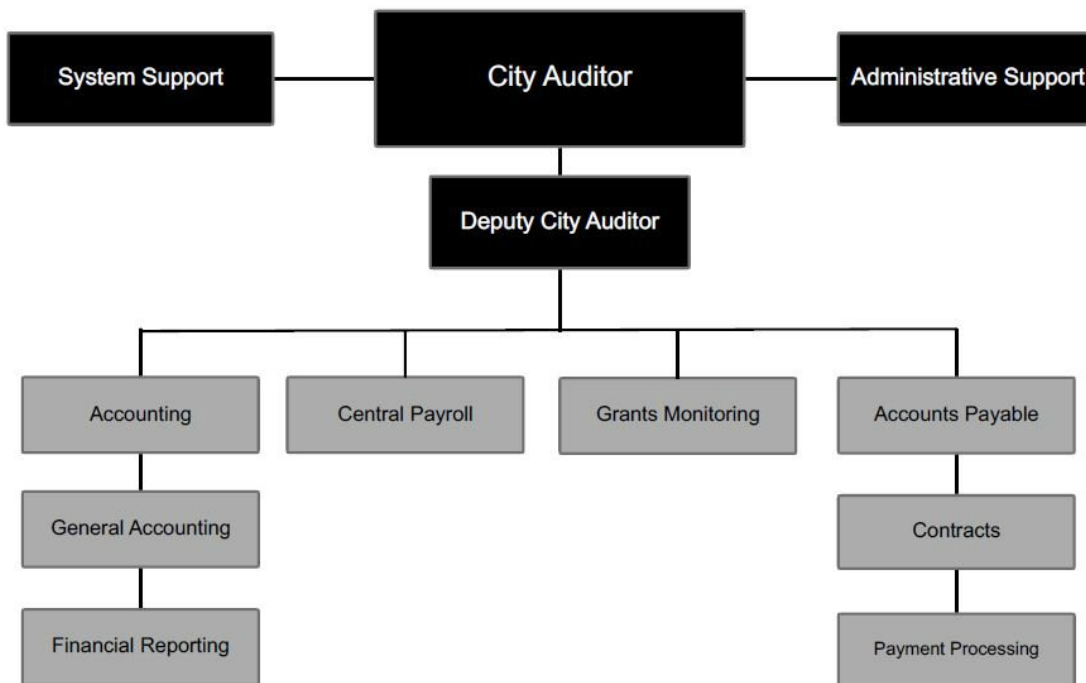 System Support
City Auditor
Administrative Support
Deputy City Auditor
Accounting
Central Payroll
Grants Monitoring
Accounts Payable
General Accounting
Contracts
Financial Reporting
Payment Processing